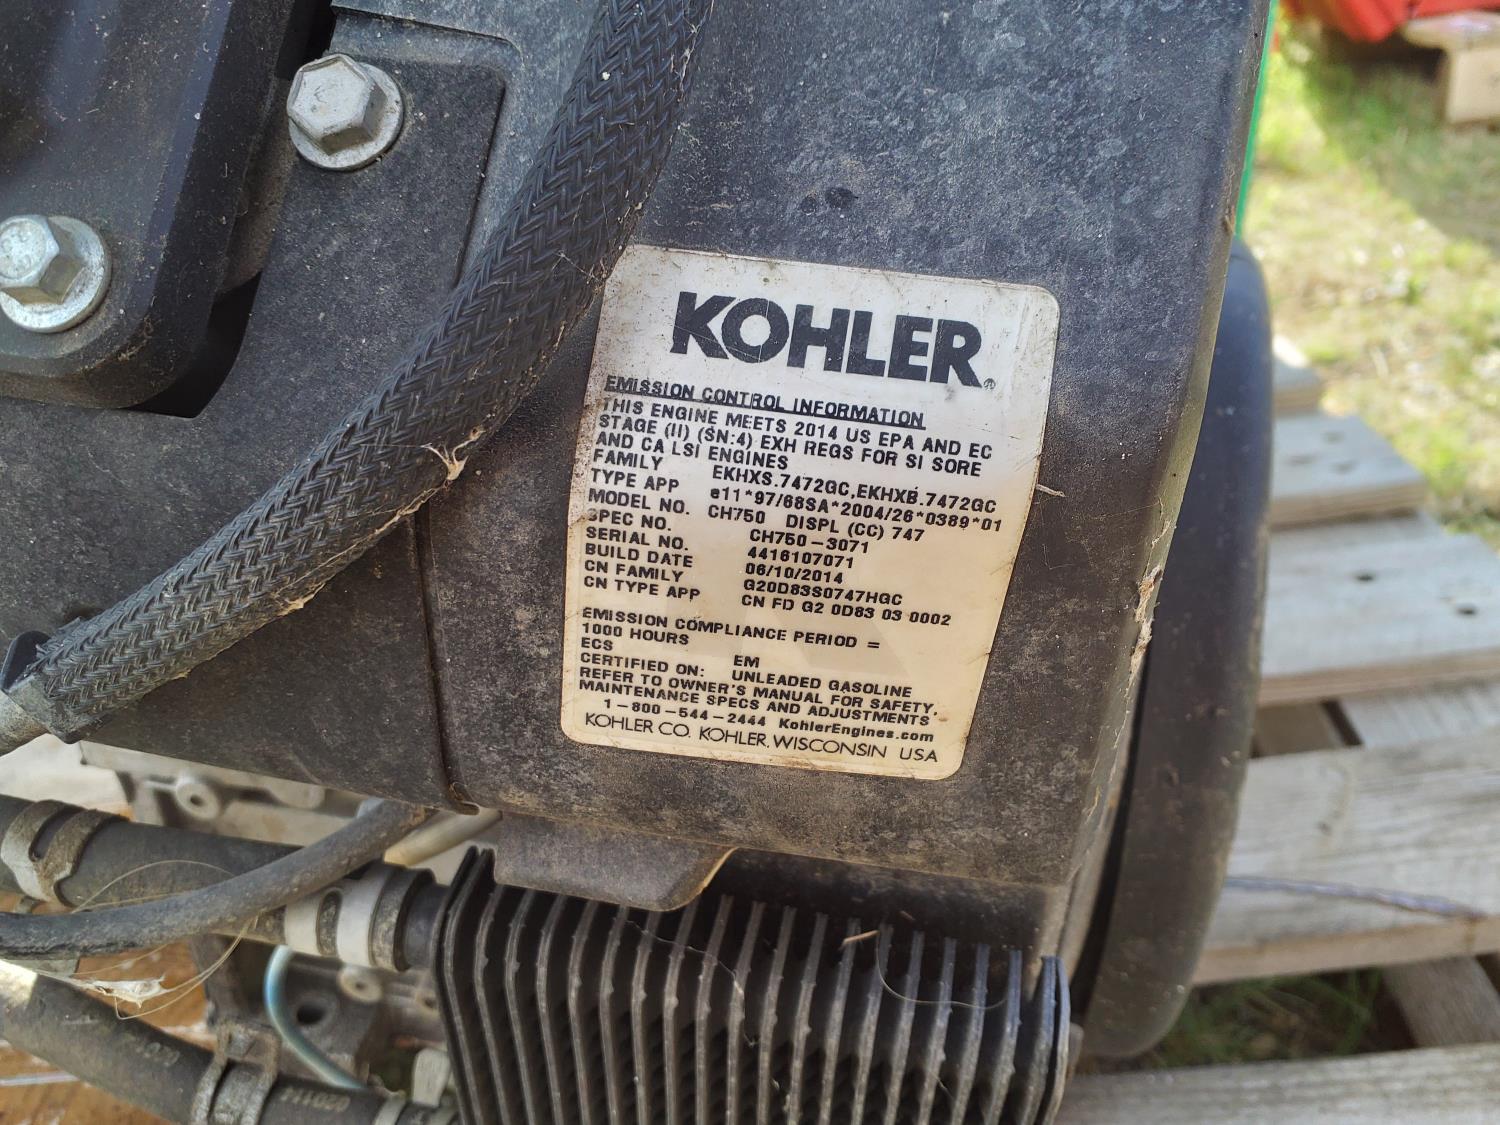 KOHLER®
EMISSION CONTROL INFORMATION
THIS ENGINE MEETS 2014 US EPA AND EC
STAGE (II) (SN:4) EXH REGS FOR SI SORE
AND CA LSI ENGINES
FAMILY EKHXS.7472GC,EKHXB.7472GC
TYPE APP e11*97/68SA*2004/26*0389*01
MODEL NO. CH750 DISPL (CC) 747
SPEC NO. CH750-3071
SERIAL NO. 4416107071
BUILD DATE 06/10/2014
CN FAMILY G20D83S0747HGC
CN TYPE APP CN FD G2 0D83 03 0002
EMISSION COMPLIANCE PERIOD =
1000 HOURS
ECS EM
CERTIFIED ON: UNLEADED GASOLINE
REFER TO OWNER'S MANUAL FOR SAFETY,
MAINTENANCE SPECS AND ADJUSTMENTS
1-800-544-2444 KohlerEngines.com
KOHLER CO. KOHLER, WISCONSIN USA